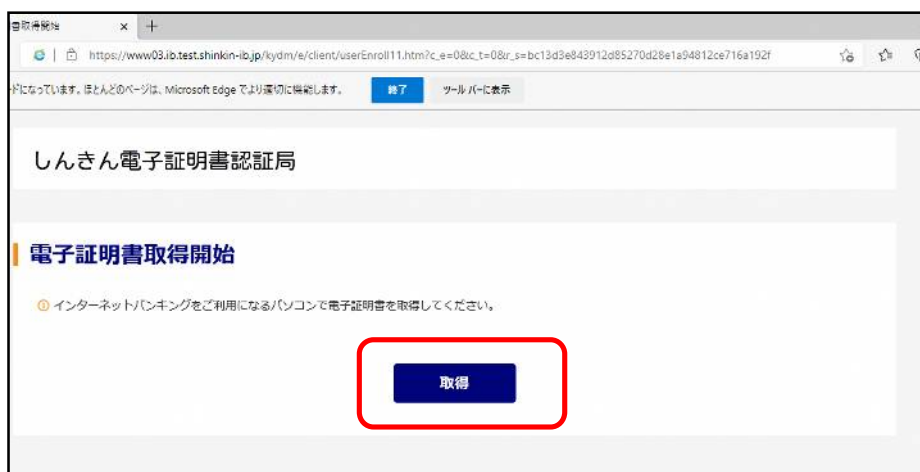 書取得開始 × +
https://www03.ib.test.shinkin-ib.jp/kydm/e/client/userEnroll11.htm?c_e=0&c_t=0&r_s=bc13d3e843912d85270d28e1a94812ce716a192f
ドになっています。ほとんどのページは、Microsoft Edge でより適切に機能します。 終了 ツール バーに表示
しんきん電子証明書認証局
電子証明書取得開始
インターネットバンキングをご利用になるパソコンで電子証明書を取得してください。
取得